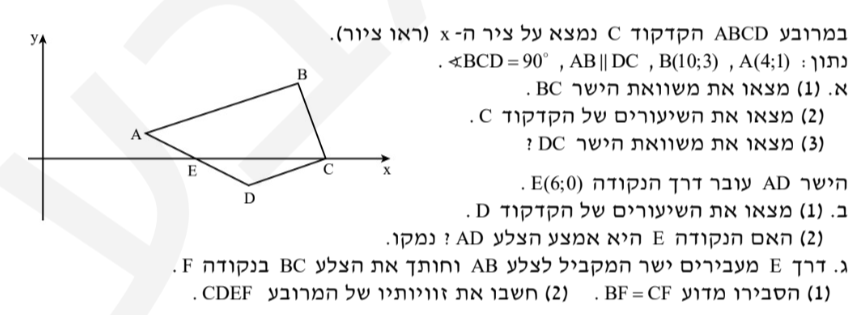 במרובע ABCD הקדקוד C נמצא על ציר ה- x (ראו ציור).
נתון : A(4;1) , B(10;3) , AB || DC , ∢BCD = 90° .
א. (1) מצאו את משוואת הישר BC .
(2) מצאו את השיעורים של הקדקוד C .
(3) מצאו את משוואת הישר DC ?
הישר AD עובר דרך הנקודה E(6;0) .
ב. (1) מצאו את השיעורים של הקדקוד D .
(2) האם הנקודה E היא אמצע הצלע AD ? נמקו.
ג. דרך E מעבירים ישר המקביל לצלע AB וחותך את הצלע BC בנקודה F .
(1) הסבירו מדוע BF = CF . (2) חשבו את זוויותיו של המרובע CDEF .
y
B
A
E
C
x
D